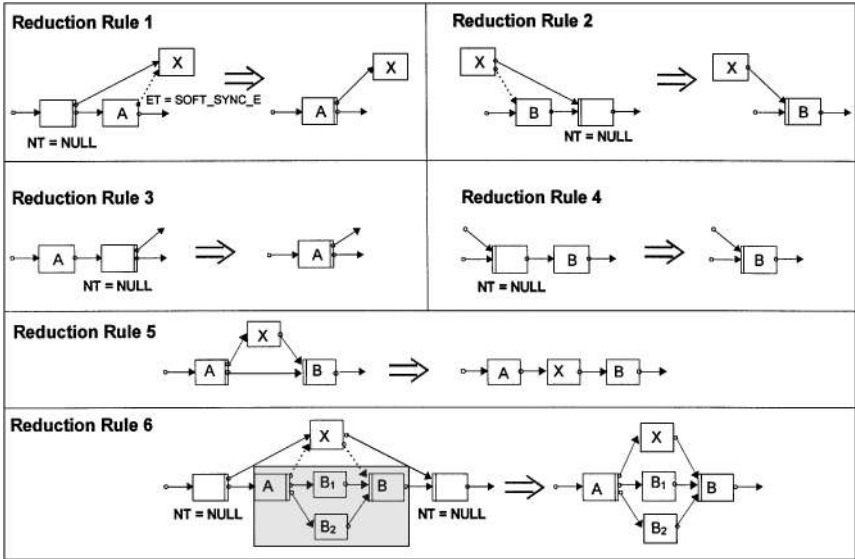 Reduction Rule 1
X
X
A
ET = SOFT_SYNC_E
A
NT = NULL
Reduction Rule 2
X
X
B
B
NT = NULL
Reduction Rule 3
A
A
NT = NULL
Reduction Rule 4
B
B
NT = NULL
Reduction Rule 5
X
A
B
A
X
B
Reduction Rule 6
X
X
A
B1
B
A
B1
B
NT = NULL
B2
NT = NULL
B2